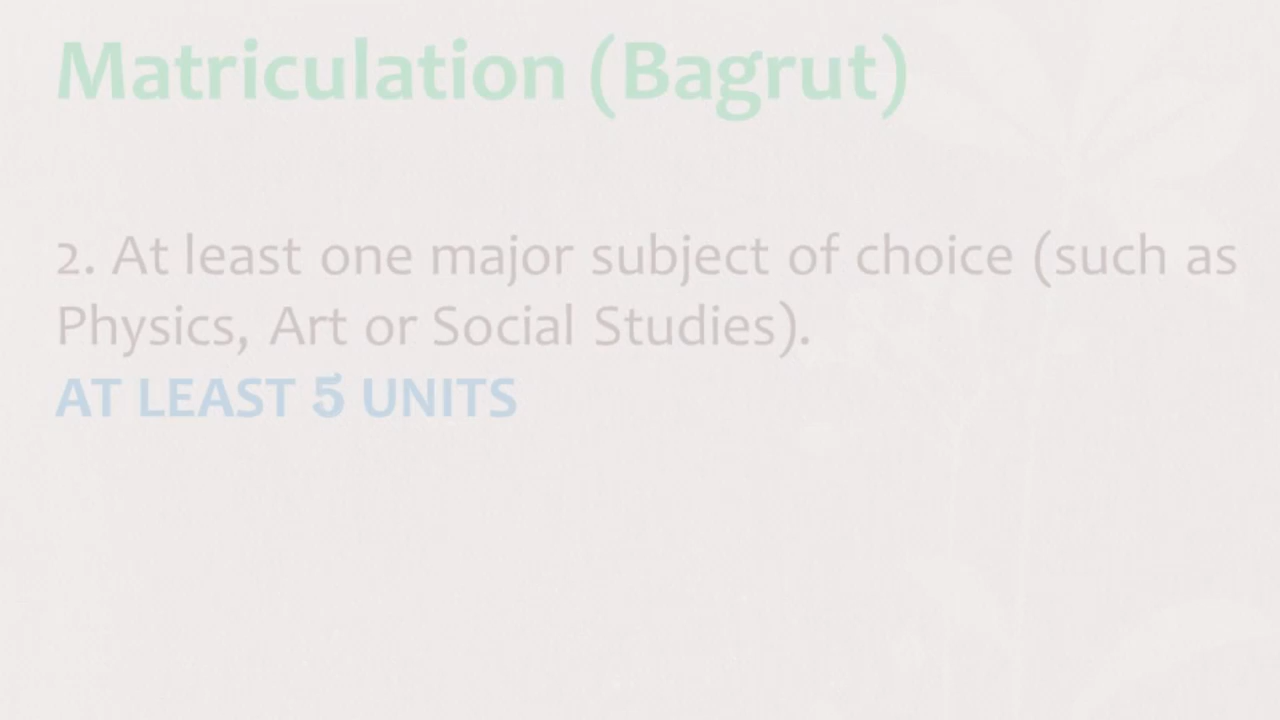 Matriculation (Bagrut)
2. At least one major subject of choice (such as
Physics, Art or Social Studies).
AT LEAST 5 UNITS